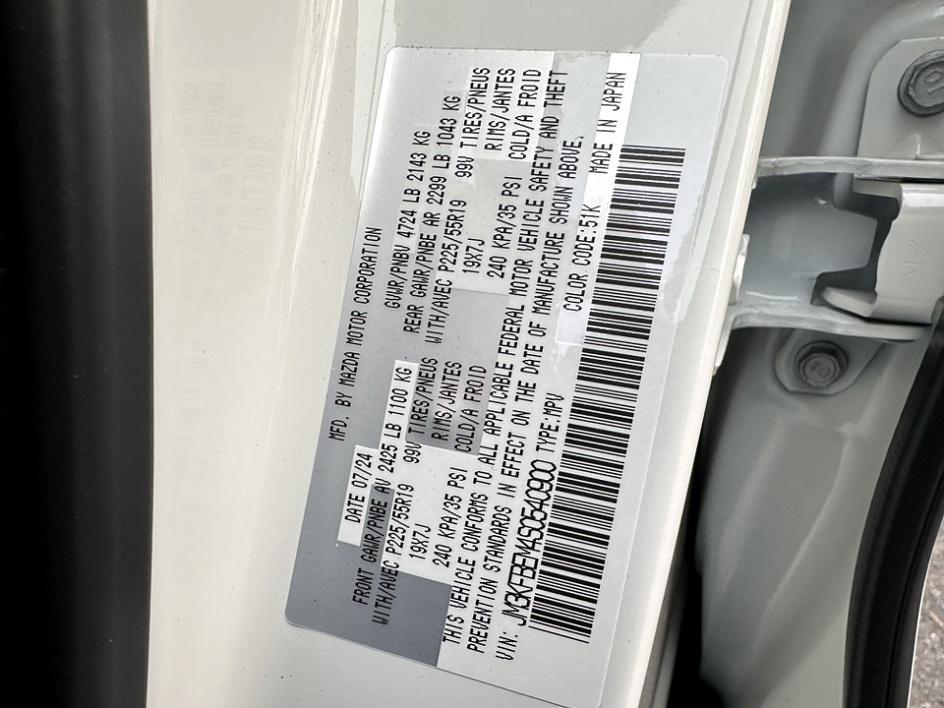 MFD. BY MAZDA MOTOR CORPORATION
DATE 07/24 GVWR/PNBV 4724 LB 2143 KG
FRONT GAWR/PNBE AV 2425 LB 1100 KG REAR GAWR/PNBE AR 2299 LB 1043 KG
WITH/AVEC P225/55R19 99V TIRES/PNEUS WITH/AVEC P225/55R19 99V TIRES/PNEUS
19X7J RIMS/JANTES 19X7J RIMS/JANTES
240 KPA/35 PSI COLD/A FROID 240 KPA/35 PSI COLD/A FROID
THIS VEHICLE CONFORMS TO ALL APPLICABLE FEDERAL MOTOR VEHICLE SAFETY AND THEFT
PREVENTION STANDARDS IN EFFECT ON THE DATE OF MANUFACTURE SHOWN ABOVE.
VIN: JM3KFBEM4S0540900 TYPE:MPV COLOR CODE:51K MADE IN JAPAN